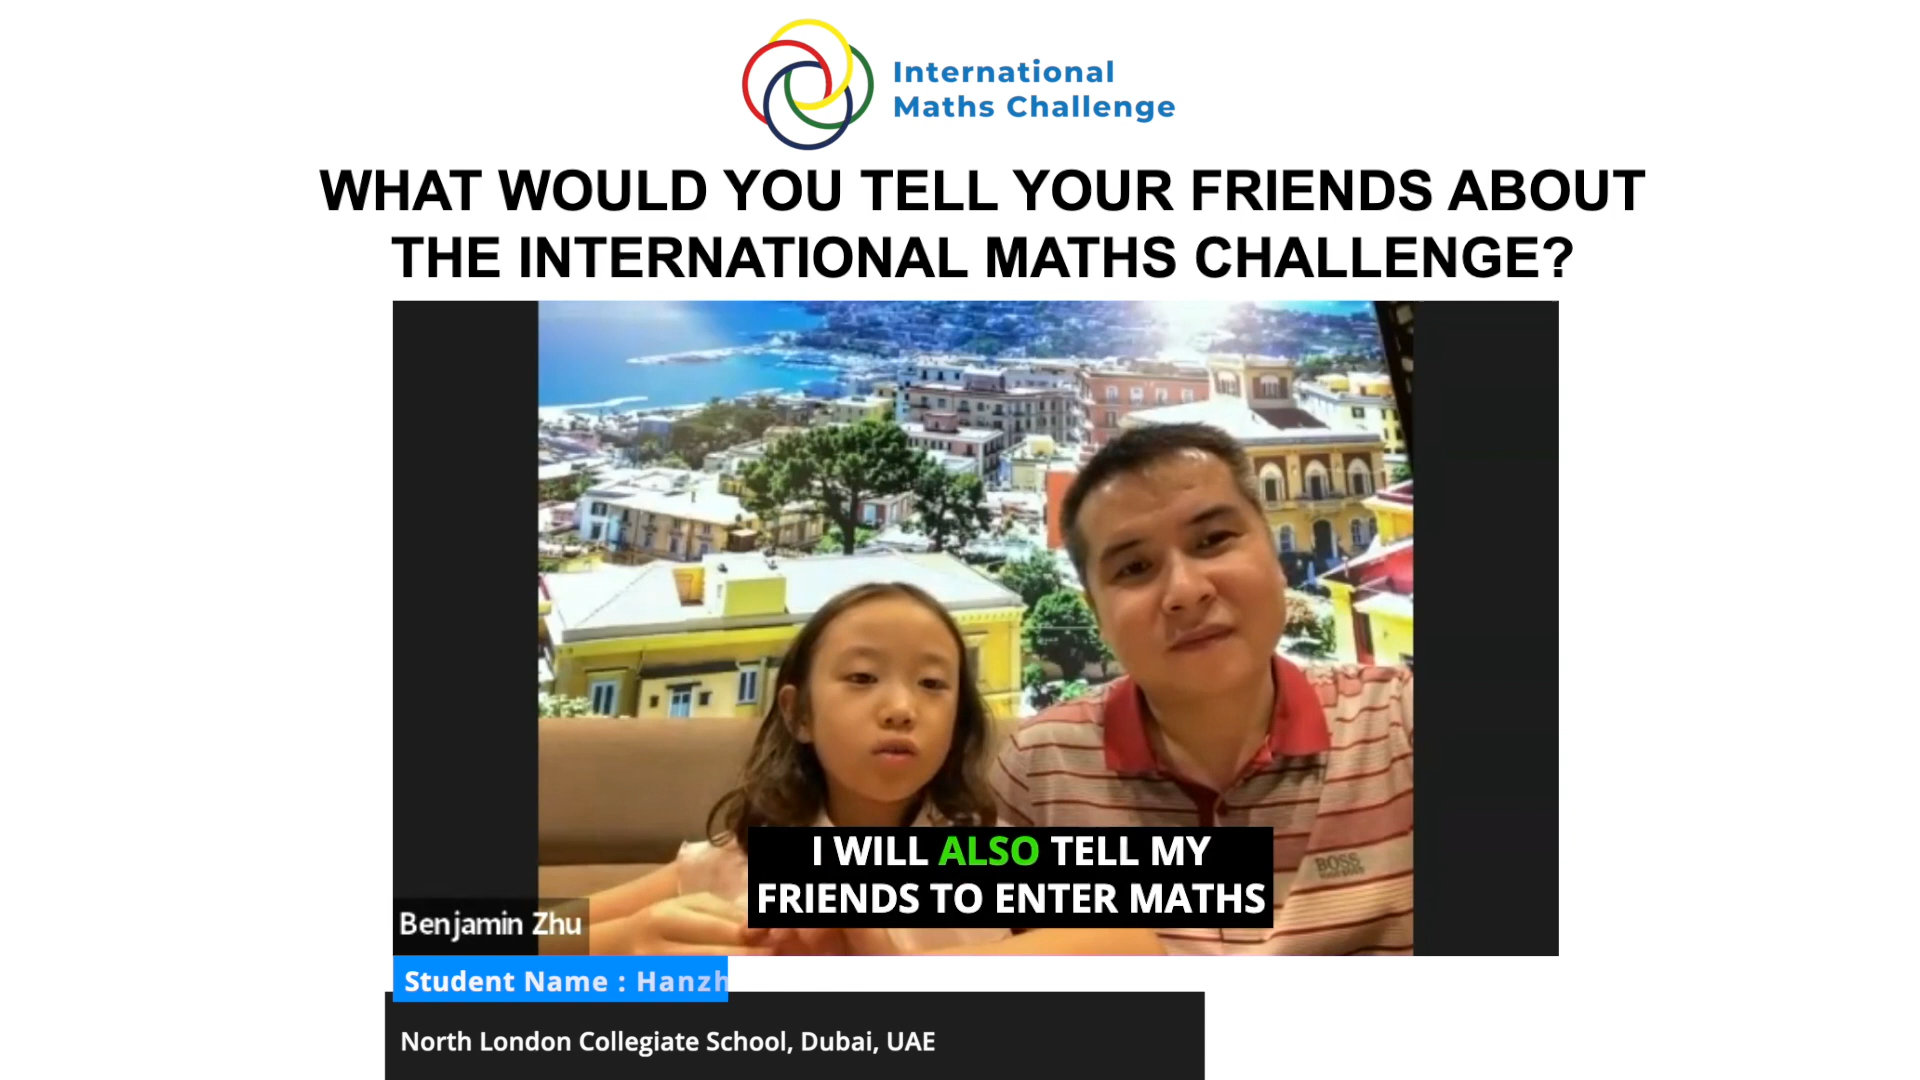 International
Maths Challenge
WHAT WOULD YOU TELL YOUR FRIENDS ABOUT
THE INTERNATIONAL MATHS CHALLENGE?
BOSS
I WILL ALSO TELL MY
FRIENDS TO ENTER MATHS
Benjamin Zhu
Student Name : Hanzh
North London Collegiate School, Dubai, UAE